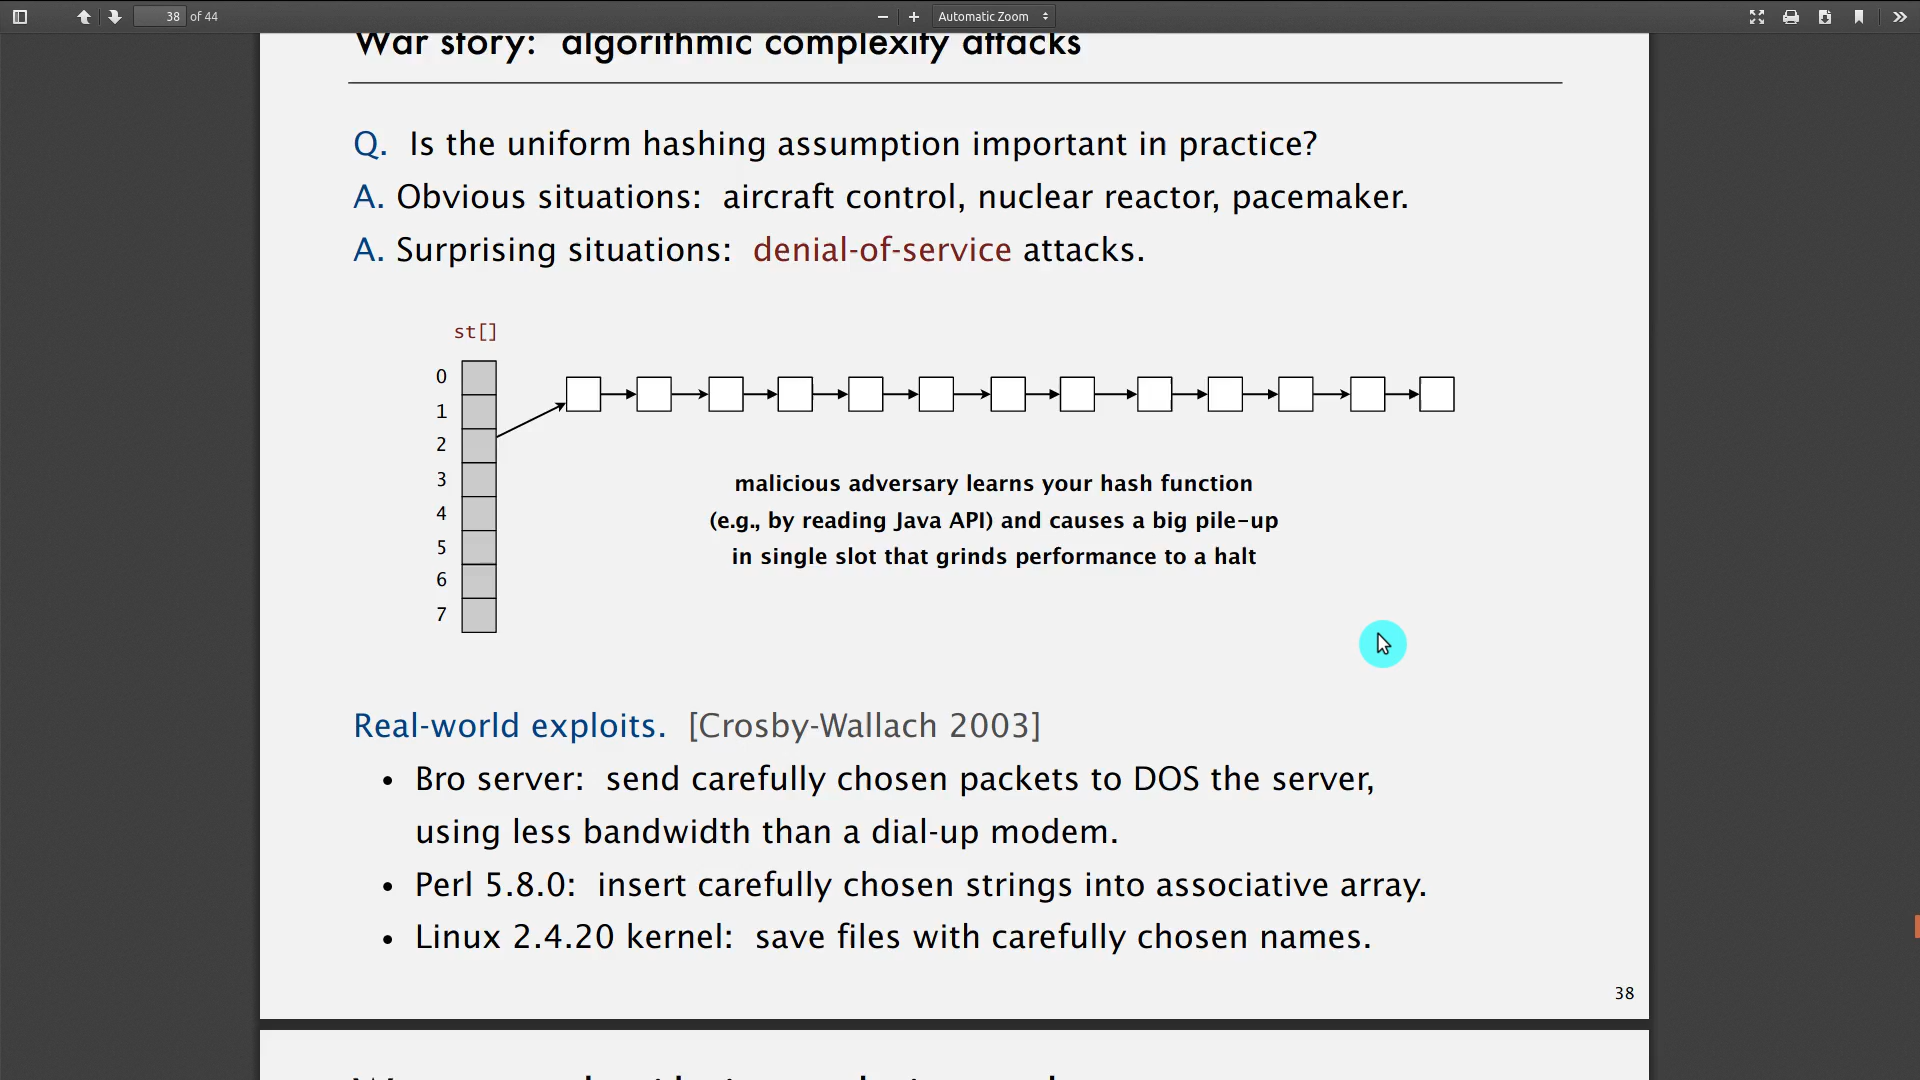 38 of 44
Automatic Zoom
War story: algorithmic complexity attacks
Q. Is the uniform hashing assumption important in practice?
A. Obvious situations: aircraft control, nuclear reactor, pacemaker.
A. Surprising situations: denial-of-service attacks.
st[]
0
1
2
3
4
5
6
7
malicious adversary learns your hash function
(e.g., by reading Java API) and causes a big pile-up
in single slot that grinds performance to a halt
Real-world exploits. [Crosby-Wallach 2003]
• Bro server: send carefully chosen packets to DOS the server,
using less bandwidth than a dial-up modem.
• Perl 5.8.0: insert carefully chosen strings into associative array.
• Linux 2.4.20 kernel: save files with carefully chosen names.
38